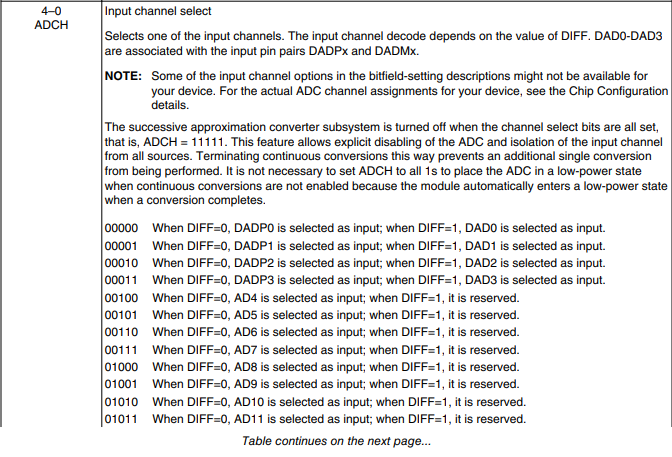 4–0
ADCH
Input channel select
Selects one of the input channels. The input channel decode depends on the value of DIFF. DAD0-DAD3
are associated with the input pin pairs DADPx and DADMx.
NOTE: Some of the input channel options in the bitfield-setting descriptions might not be available for
your device. For the actual ADC channel assignments for your device, see the Chip Configuration
details.
The successive approximation converter subsystem is turned off when the channel select bits are all set,
that is, ADCH = 11111. This feature allows explicit disabling of the ADC and isolation of the input channel
from all sources. Terminating continuous conversions this way prevents an additional single conversion
from being performed. It is not necessary to set ADCH to all 1s to place the ADC in a low-power state
when continuous conversions are not enabled because the module automatically enters a low-power state
when a conversion completes.
00000 When DIFF=0, DADP0 is selected as input; when DIFF=1, DAD0 is selected as input.
00001 When DIFF=0, DADP1 is selected as input; when DIFF=1, DAD1 is selected as input.
00010 When DIFF=0, DADP2 is selected as input; when DIFF=1, DAD2 is selected as input.
00011 When DIFF=0, DADP3 is selected as input; when DIFF=1, DAD3 is selected as input.
00100 When DIFF=0, AD4 is selected as input; when DIFF=1, it is reserved.
00101 When DIFF=0, AD5 is selected as input; when DIFF=1, it is reserved.
00110 When DIFF=0, AD6 is selected as input; when DIFF=1, it is reserved.
00111 When DIFF=0, AD7 is selected as input; when DIFF=1, it is reserved.
01000 When DIFF=0, AD8 is selected as input; when DIFF=1, it is reserved.
01001 When DIFF=0, AD9 is selected as input; when DIFF=1, it is reserved.
01010 When DIFF=0, AD10 is selected as input; when DIFF=1, it is reserved.
01011 When DIFF=0, AD11 is selected as input; when DIFF=1, it is reserved.
Table continues on the next page...